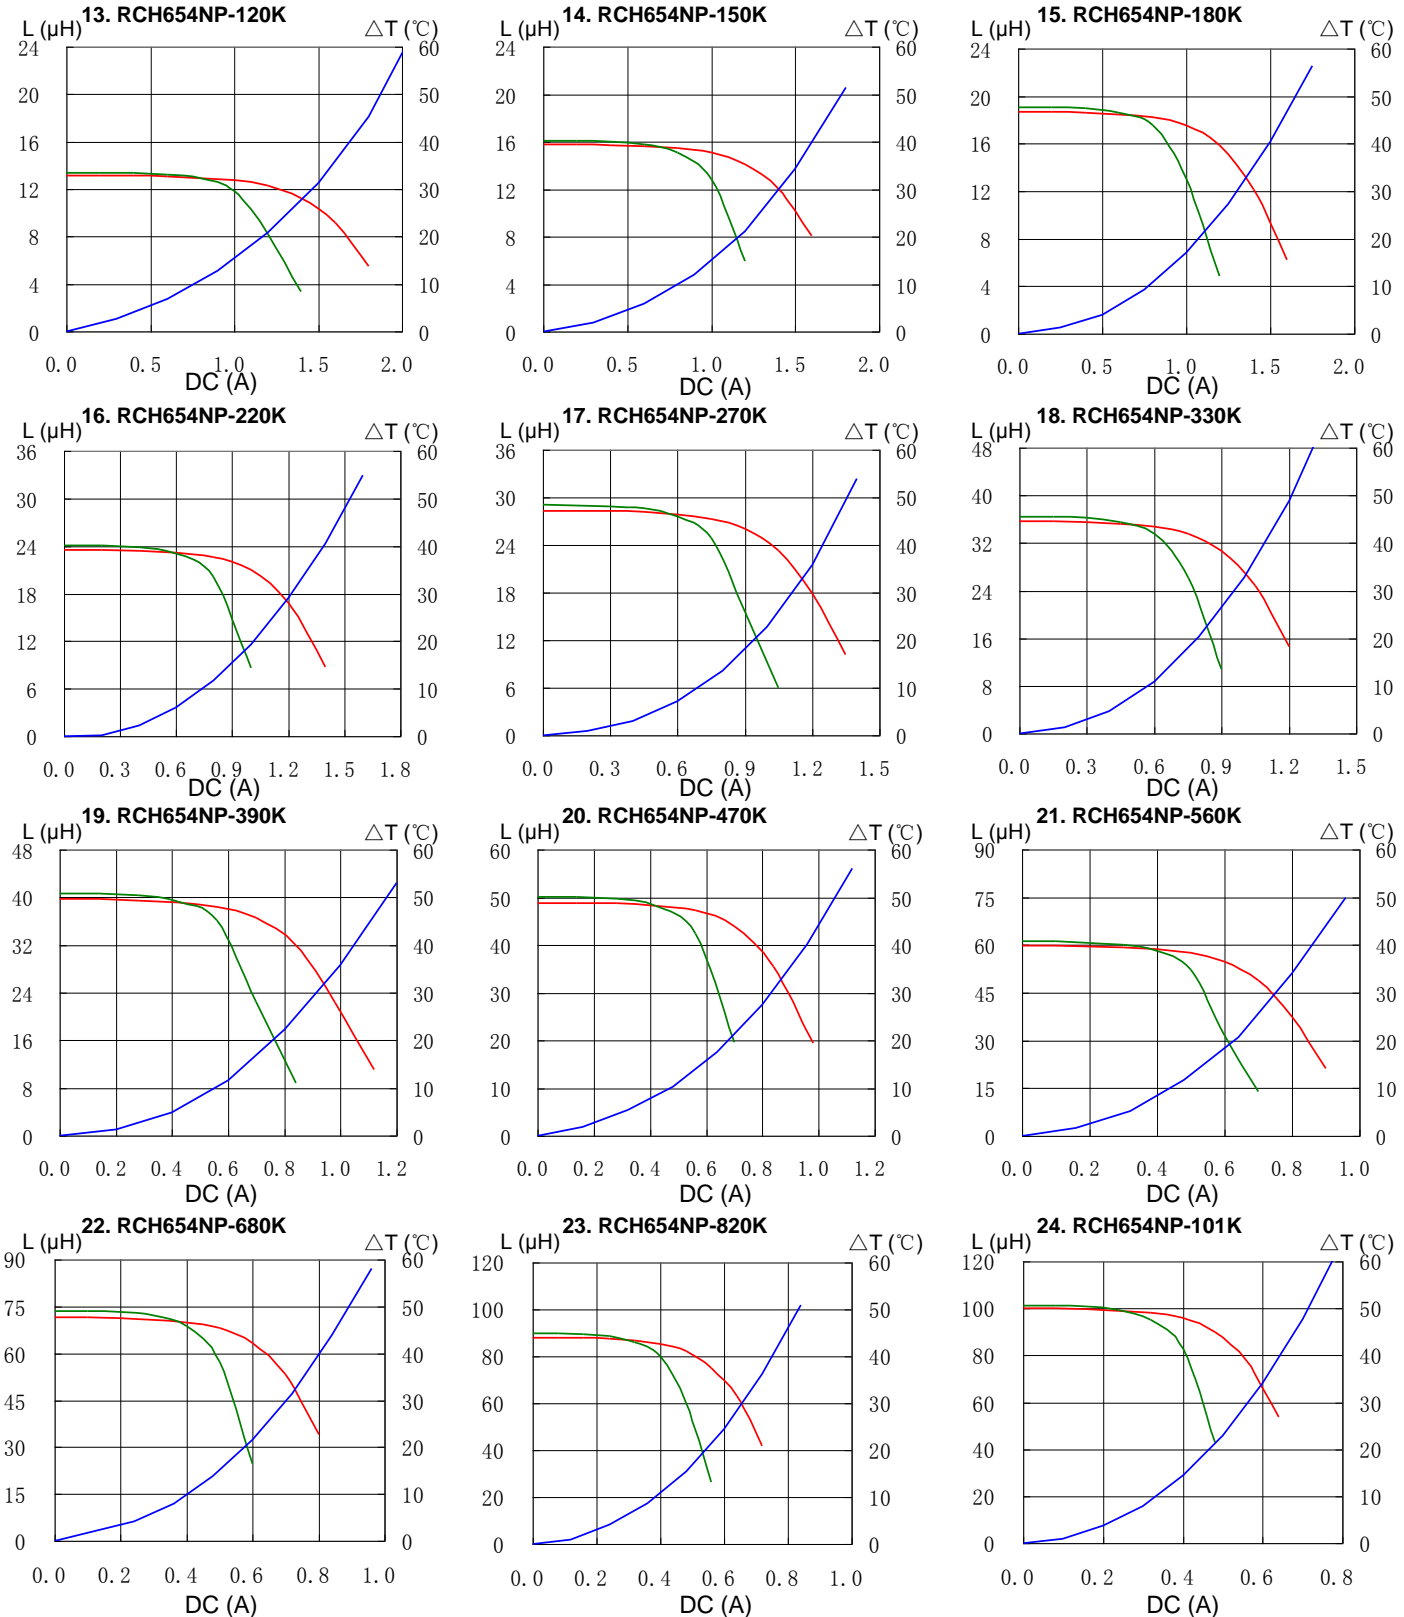 13. RCH654NP-120K
L (μH) △T (℃)
24 60
20 50
16 40
12 30
8 20
4 10
0 0
0.0 0.5 1.0 1.5 2.0
DC (A)
14. RCH654NP-150K
L (μH) △T (℃)
24 60
20 50
16 40
12 30
8 20
4 10
0 0
0.0 0.5 1.0 1.5 2.0
DC (A)
15. RCH654NP-180K
L (μH) △T (℃)
24 60
20 50
16 40
12 30
8 20
4 10
0 0
0.0 0.5 1.0 1.5 2.0
DC (A)
16. RCH654NP-220K
L (μH) △T (℃)
36 60
30 50
24 40
18 30
12 20
6 10
0 0
0.0 0.3 0.6 0.9 1.2 1.5 1.8
DC (A)
17. RCH654NP-270K
L (μH) △T (℃)
36 60
30 50
24 40
18 30
12 20
6 10
0 0
0.0 0.3 0.6 0.9 1.2 1.5
DC (A)
18. RCH654NP-330K
L (μH) △T (℃)
48 60
40 50
32 40
24 30
16 20
8 10
0 0
0.0 0.3 0.6 0.9 1.2 1.5
DC (A)
19. RCH654NP-390K
L (μH) △T (℃)
48 60
40 50
32 40
24 30
16 20
8 10
0 0
0.0 0.2 0.4 0.6 0.8 1.0 1.2
DC (A)
20. RCH654NP-470K
L (μH) △T (℃)
60 60
50 50
40 40
30 30
20 20
10 10
0 0
0.0 0.2 0.4 0.6 0.8 1.0 1.2
DC (A)
21. RCH654NP-560K
L (μH) △T (℃)
90 60
75 50
60 40
45 30
30 20
15 10
0 0
0.0 0.2 0.4 0.6 0.8 1.0
DC (A)
22. RCH654NP-680K
L (μH) △T (℃)
90 60
75 50
60 40
45 30
30 20
15 10
0 0
0.0 0.2 0.4 0.6 0.8 1.0
DC (A)
23. RCH654NP-820K
L (μH) △T (℃)
120 60
100 50
80 40
60 30
40 20
20 10
0 0
0.0 0.2 0.4 0.6 0.8 1.0
DC (A)
24. RCH654NP-101K
L (μH) △T (℃)
120 60
100 50
80 40
60 30
40 20
20 10
0 0
0.0 0.2 0.4 0.6 0.8
DC (A)